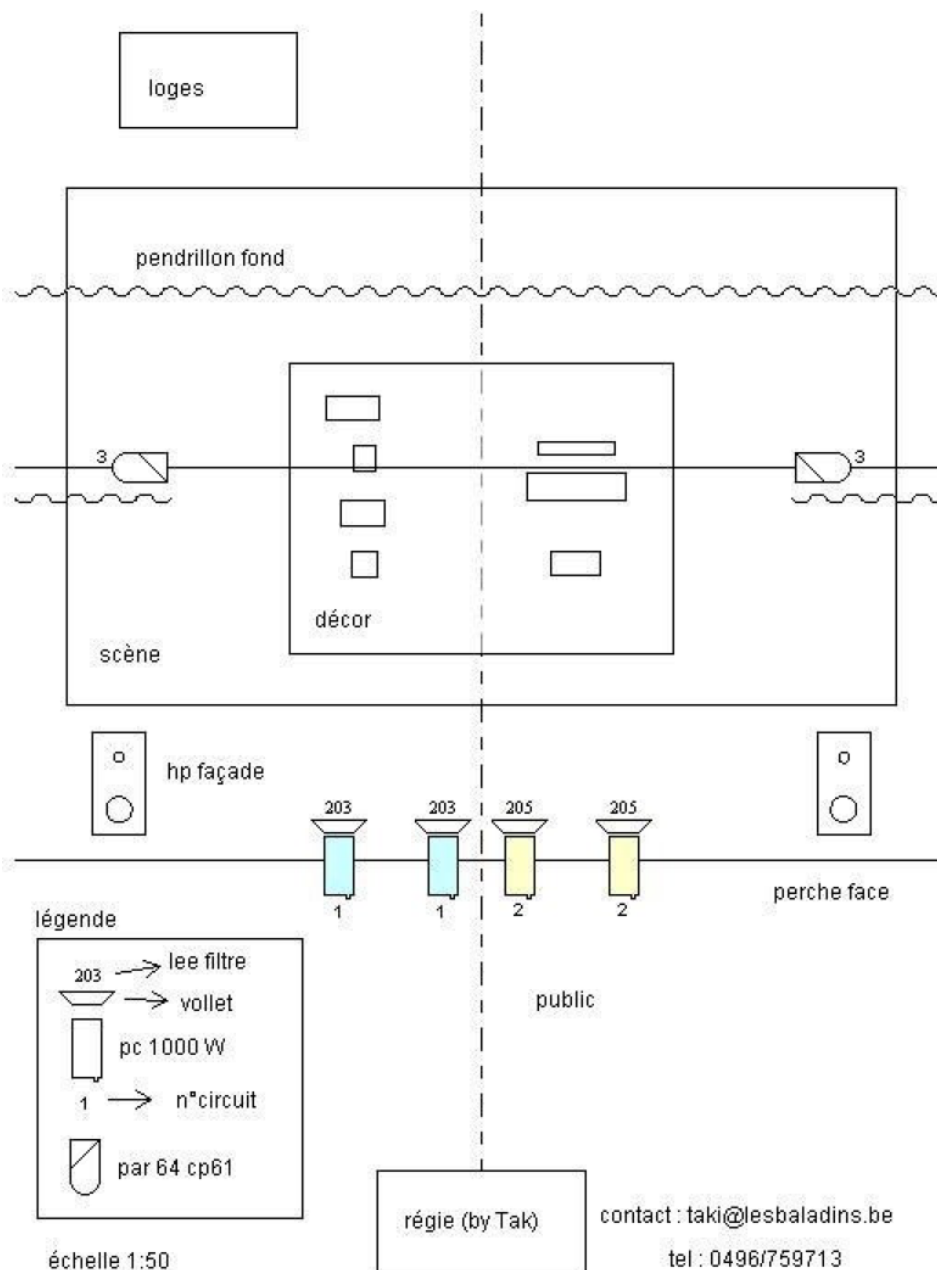 loges
pendrillon fond
3
3
décor
scène
hp façade
203
203
205
205
1
1
2
2
perche face
légende
203
lee filtre
vollet
pc 1000 W
1
n°circuit
par 64 cp61
public
régie (by Tak)
contact : taki@lesbaladins.be
tel : 0496/759713
échelle 1:50